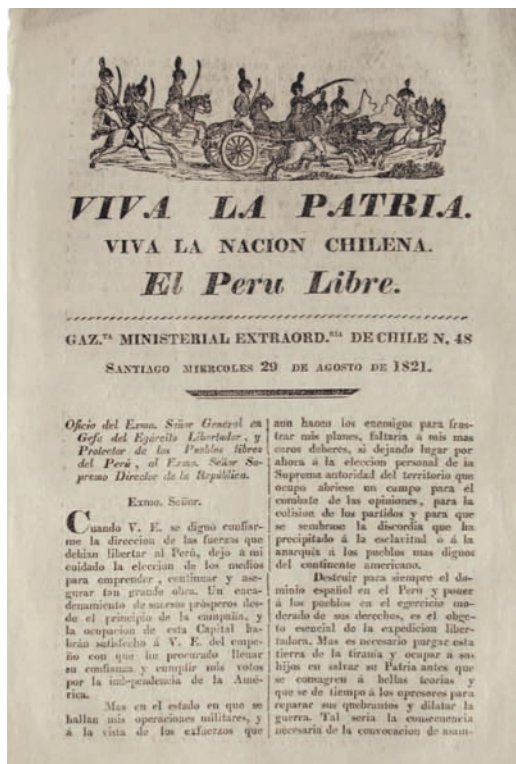 VIVA LA PATRIA.
VIVA LA NACION CHILENA.
El Peru Libre.
GAZ.TA MINISTERIAL EXTRAORD.RIA DE CHILE N. 48
SANTIAGO MIERCOLES 29 DE AGOSTO DE 1821.
Oficio del Exmo. Señor General en
Gefe del Egército Libertador, y
Protector de los Pueblos libres
del Perú, al Exmo. Señor Su-
premo Director de la República.
Exmo. Señor.
Cuando V. E. se dignó confiar-
me la direccion de las fuerzas que
debian libertar al Perú, dejo a mi
cuidado la eleccion de los medios
para emprender, continuar y ase-
gurar tan grande obra. Un enca-
denamiento de sucesos prósperos des-
de el principio de la campaña, y
la ocupacion de esta Capital ha-
brán satisfecho á V. E. del empe-
ño con que he procurado llenar
su confianza y cumplir mis votos
por la independencia de la Amé-
rica.
Mas en el estado en que se
hallan mis operaciones militares, y
á la vista de los esfuerzos que
aun hacen los enemigos para frus-
trar mis planes, faltaria á mis mas
caros deberes, si dejando lugar por
ahora á la eleccion personal de la
Suprema autoridad del territorio que
ocupo abriese un campo para el
combate de las opiniones, para la
colision de los partidos y para que
se sembrase la discordia que ha
precipitado á la esclavitud ó á la
anarquía á los pueblos mas dignos
del continente americano.
Destruir para siempre el do-
minio español en el Perú y poner
á los pueblos en el egercicio mo-
derado de sus derechos, es el obge-
to esencial de la expedicion liber-
tadora. Mas es necesario purgar esta
tierra de la tiranía y ocupar a sus
hijos en salvar su Patria antes que
se consagren á bellas teorias y
que se de tiempo á los opresores para
reparar sus quebrantos y dilatar la
guerra. Tal seria la consecuencia
necesaria de la convocacion de asam-